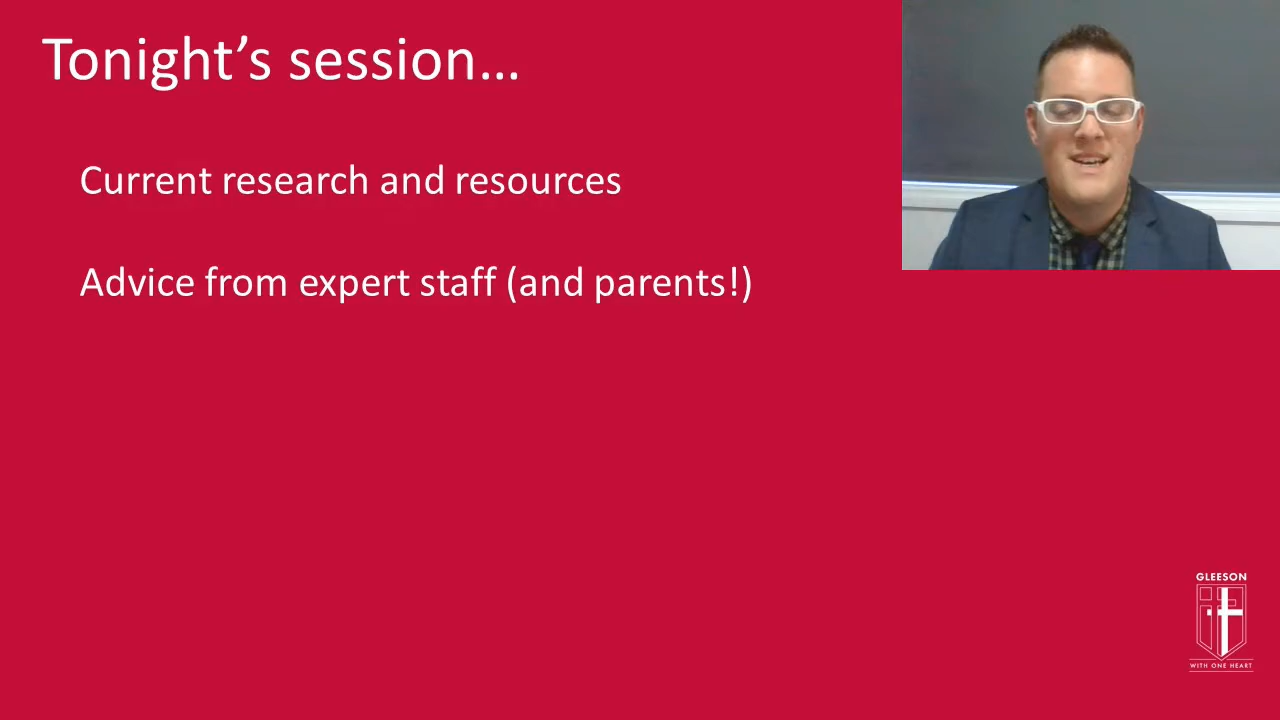 Tonight’s session…
Current research and resources
Advice from expert staff (and parents!)
GLEESON
WITH ONE HEART